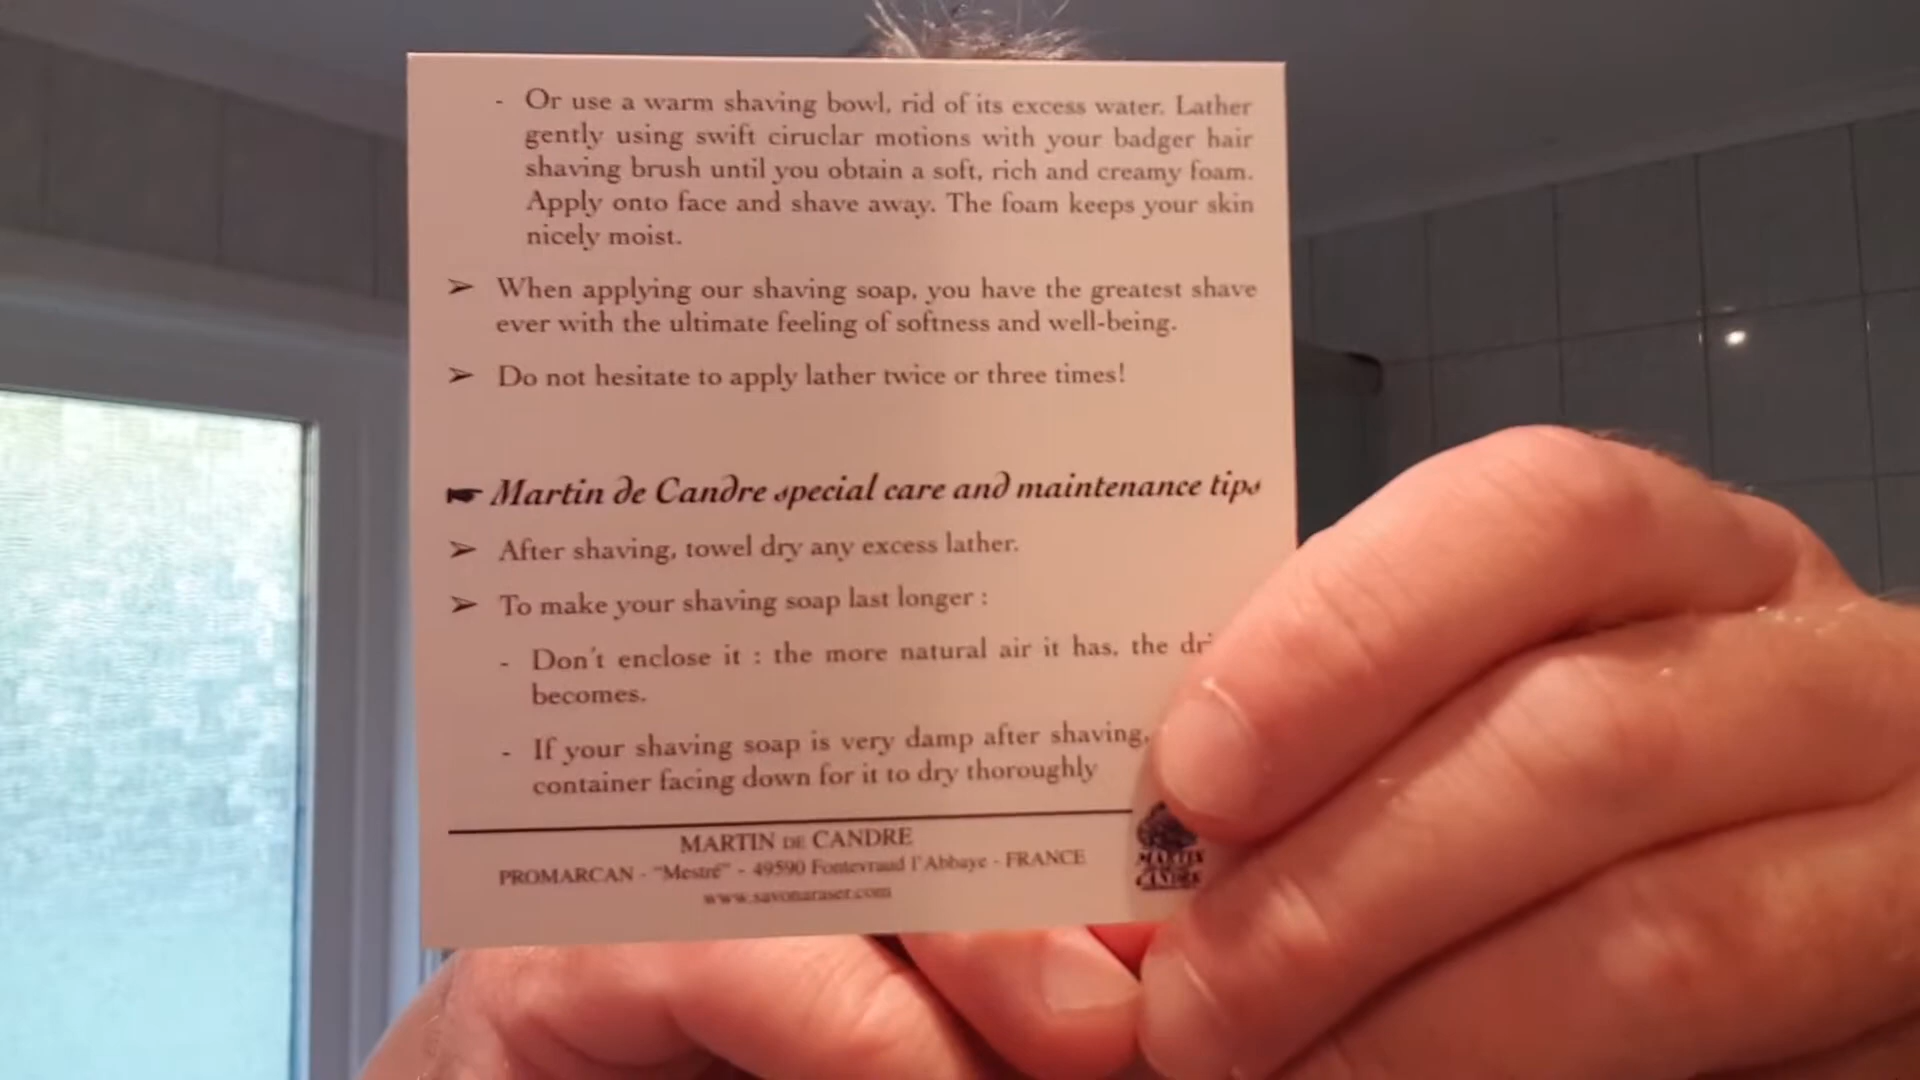 - Or use a warm shaving bowl, rid of its excess water. Lather
gently using swift ciruclar motions with your badger hair
shaving brush until you obtain a soft, rich and creamy foam.
Apply onto face and shave away. The foam keeps your skin
nicely moist.
➢ When applying our shaving soap, you have the greatest shave
ever with the ultimate feeling of softness and well-being.
➢ Do not hesitate to apply lather twice or three times!
☛ Martin de Candre special care and maintenance tips
➢ After shaving, towel dry any excess lather.
➢ To make your shaving soap last longer :
- Don't enclose it : the more natural air it has, the
becomes.
- If your shaving soap is very damp after shaving,
container facing down for it to dry thoroughly
MARTIN DE CANDRE
PROMARCAN - "Mestré" - 49590 Fontevraud l'Abbaye - FRANCE
www.savonaraser.com
MARTIN
CANDRE